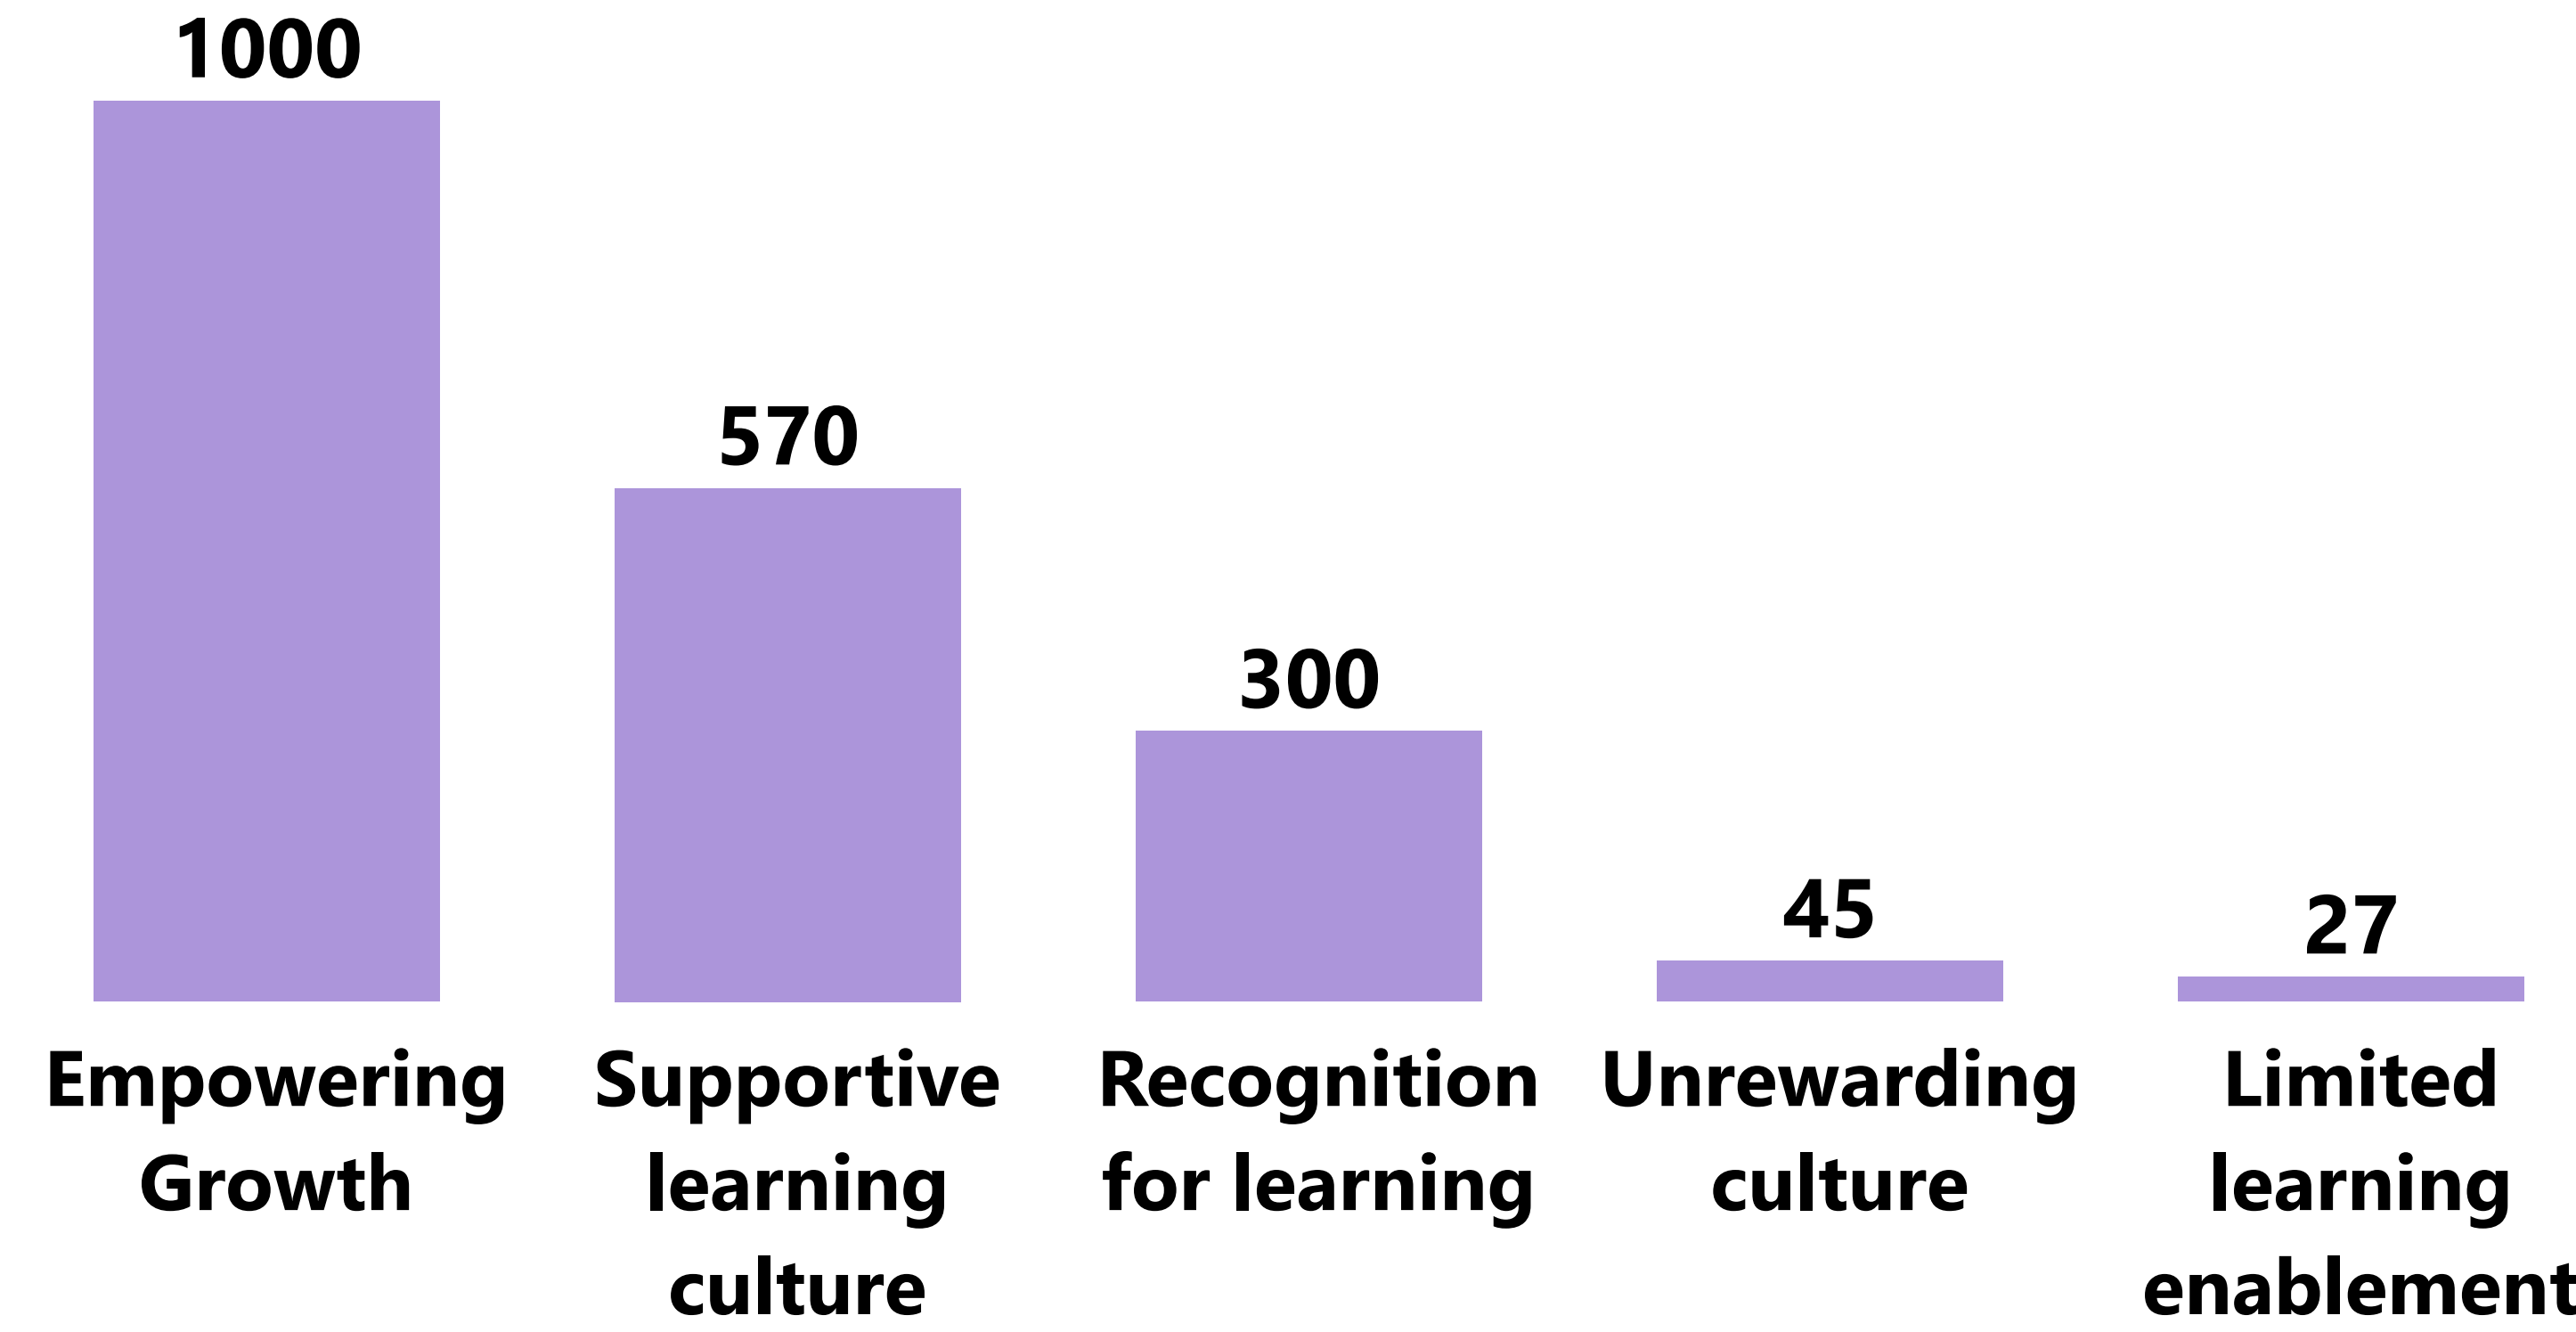 1000
570
300
45
27
Empowering
Growth
Supportive
learning
culture
Recognition
for learning
Unrewarding
culture
Limited
learning
enablement